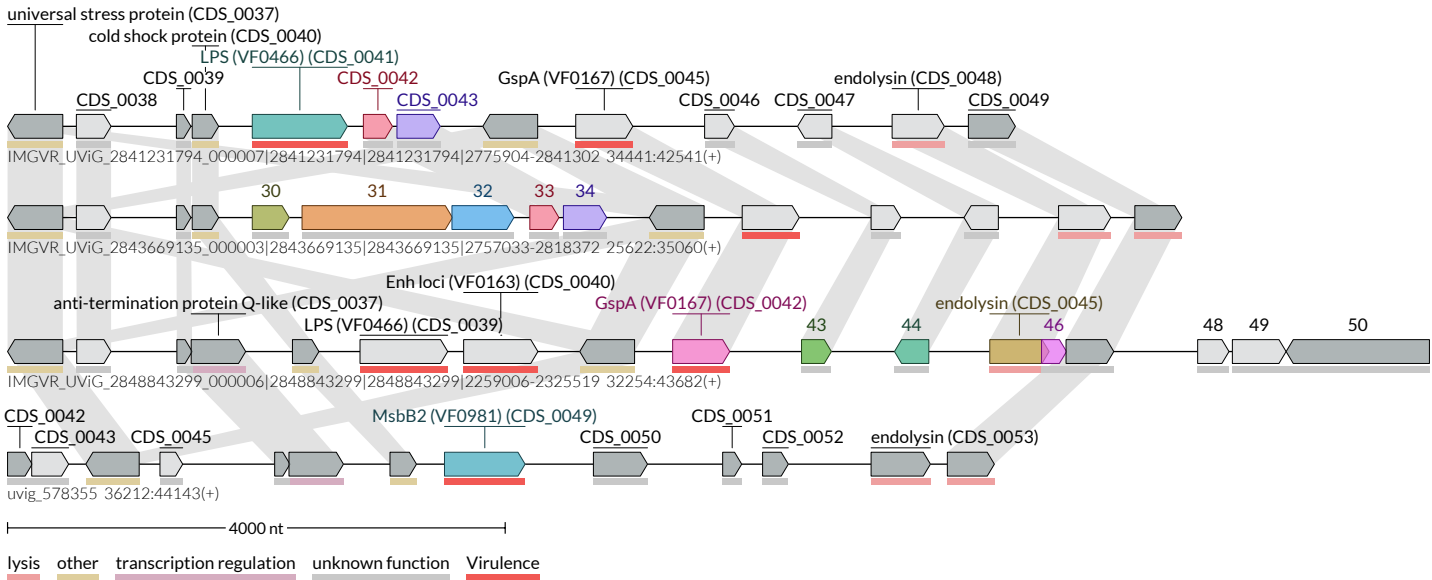 universal stress protein (CDS_0037)
cold shock protein (CDS_0040)
LPS (VF0466) (CDS_0041)
CDS_0039 CDS_0042 GspA (VF0167) (CDS_0045) endolysin (CDS_0048)
CDS_0038 CDS_0043 CDS_0046 CDS_0047 CDS_0049
IMGVR_UViG_2841231794_000007|2841231794|2841231794|2775904-2841302 34441:42541(+)
30 31 32 33 34
IMGVR_UViG_2843669135_000003|2843669135|2843669135|2757033-2818372 25622:35060(+)
Enh loci (VF0163) (CDS_0040)
anti-termination protein Q-like (CDS_0037) GspA (VF0167) (CDS_0042) endolysin (CDS_0045)
LPS (VF0466) (CDS_0039) 43 44 46 48 49 50
IMGVR_UViG_2848843299_000006|2848843299|2848843299|2259006-2325519 32254:43682(+)
CDS_0042 MsbB2 (VF0981) (CDS_0049) CDS_0051
CDS_0043 CDS_0045 CDS_0050 CDS_0052 endolysin (CDS_0053)
uvig_578355 36212:44143(+)
4000 nt
lysis other transcription regulation unknown function Virulence